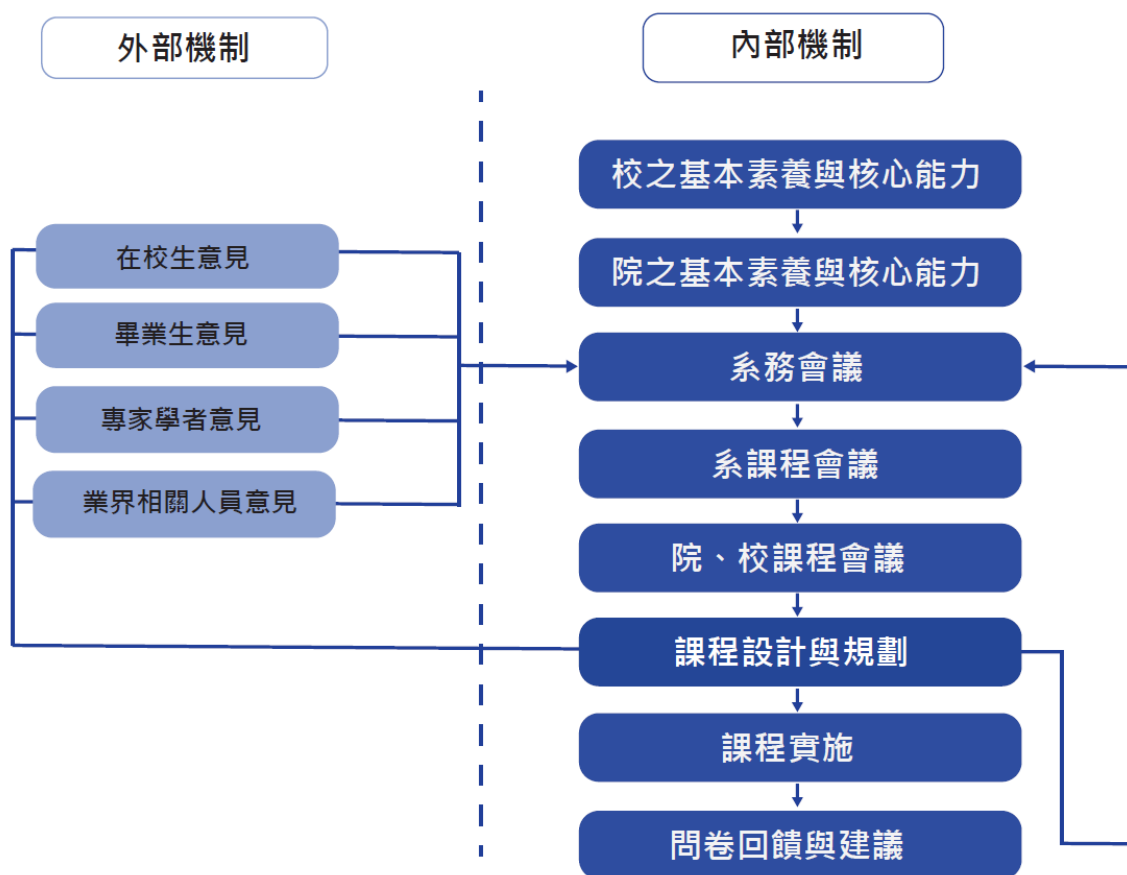 外部機制
內部機制
校之基本素養與核心能力
院之基本素養與核心能力
系務會議
系課程會議
院、校課程會議
課程設計與規劃
課程實施
問卷回饋與建議
在校生意見
畢業生意見
專家學者意見
業界相關人員意見